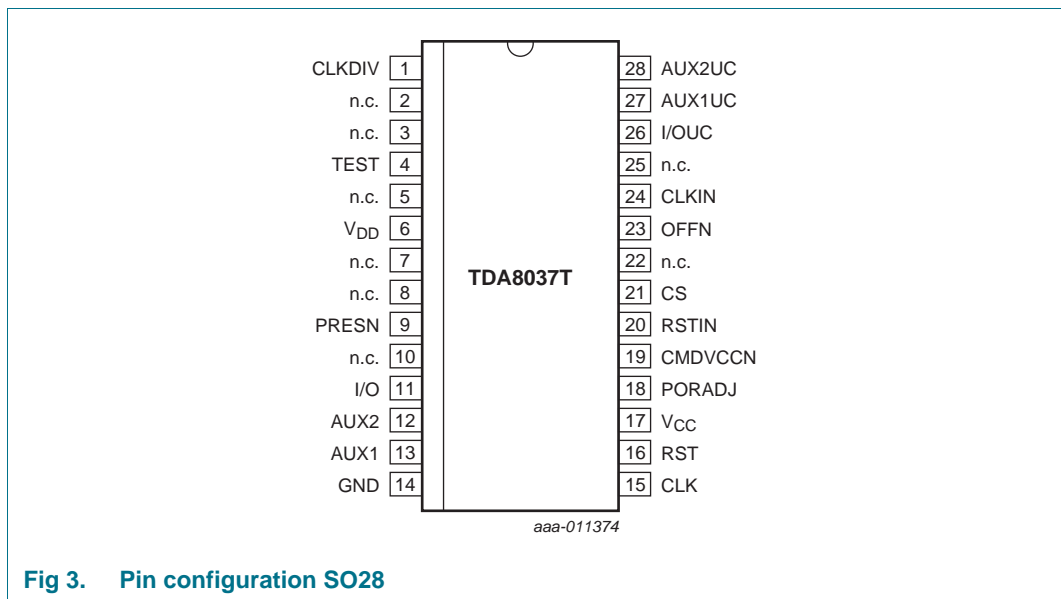 CLKDIV 1
n.c. 2
n.c. 3
TEST 4
n.c. 5
VDD 6
n.c. 7
n.c. 8
PRESN 9
n.c. 10
I/O 11
AUX2 12
AUX1 13
GND 14
TDA8037T
28 AUX2UC
27 AUX1UC
26 I/OUC
25 n.c.
24 CLKIN
23 OFFN
22 n.c.
21 CS
20 RSTIN
19 CMDVCCN
18 PORADJ
17 VCC
16 RST
15 CLK
aaa-011374
Fig 3. Pin configuration SO28